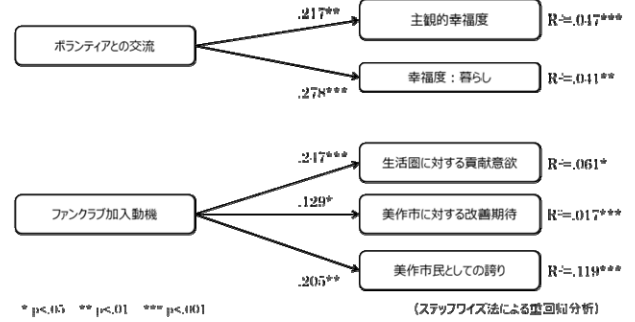 .217**
主観的幸福度
R²=.047***
ボランティアとの交流
幸福度：暮らし
R²=.041**
.278***
.247***
生活圏に対する貢献意欲
R²=.061*
.129*
ファンクラブ加入動機
美作市に対する改善期待
R²=.017***
美作市民としての誇り
R²=.119***
.205**
* p<.05 ** p<.01 *** p<.001
(ステップワイズ法による重回帰分析)